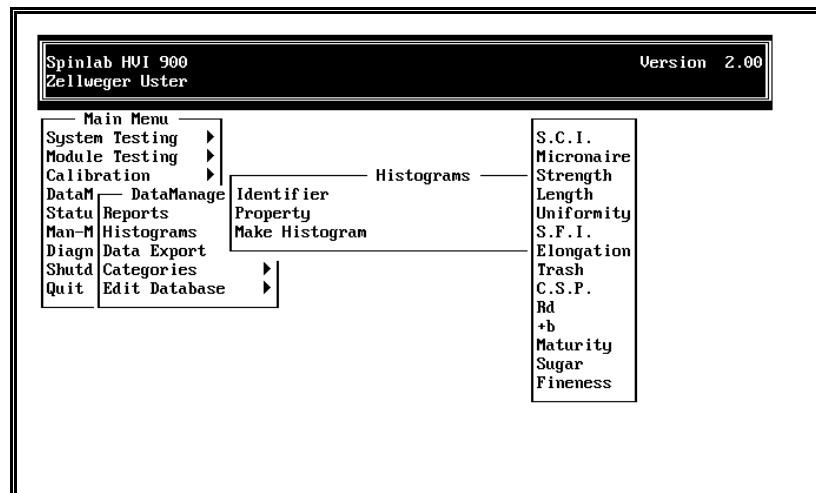 Spinlab HVI 900 Version 2.00
Zellweger Uster
Main Menu
System Testing
Module Testing
Calibration
DataM
Statu
Man-M
Diagn
Shutd
Quit
DataManage
Reports
Histograms
Data Export
Categories
Edit Database
Histograms
Identifier
Property
Make Histogram
S.C.I.
Micronaire
Strength
Length
Uniformity
S.F.I.
Elongation
Trash
C.S.P.
Rd
+b
Maturity
Sugar
Fineness